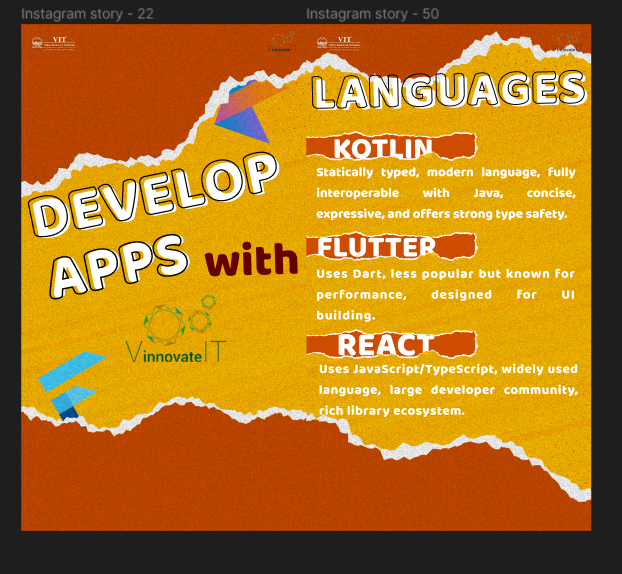 Instagram story - 22
Instagram story - 50
VIT
VIT
LANGUAGES
DEVELOP
APPS with
VinnovateIT
KOTLIN
Statically typed, modern language, fully
interoperable with Java, concise,
expressive, and offers strong type safety.
FLUTTER
Uses Dart, less popular but known for
performance, designed for UI
building.
REACT
Uses JavaScript/TypeScript, widely used
language, large developer community,
rich library ecosystem.